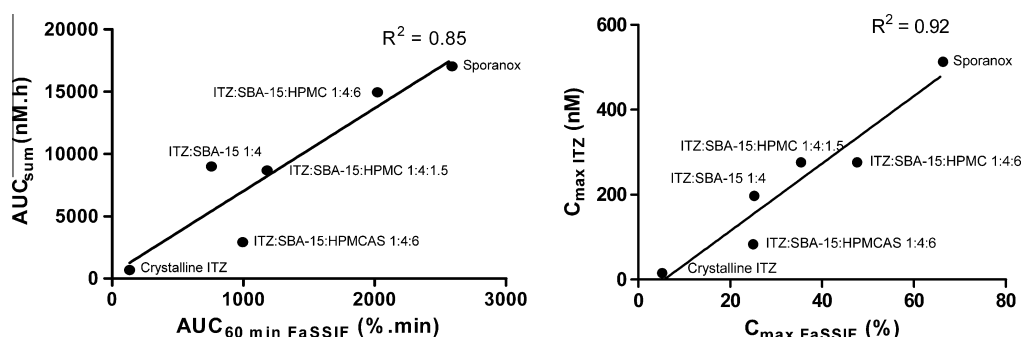 20000
15000
10000
5000
0
AUCsum (nM.h)
R² = 0.85
Sporanox
ITZ:SBA-15:HPMC 1:4:6
ITZ:SBA-15 1:4
ITZ:SBA-15:HPMC 1:4:1.5
ITZ:SBA-15:HPMCAS 1:4:6
Crystalline ITZ
0 1000 2000 3000
AUC60 min FaSSIF (%.min)
600
400
200
0
Cmax ITZ (nM)
R² = 0.92
Sporanox
ITZ:SBA-15:HPMC 1:4:1.5
ITZ:SBA-15:HPMC 1:4:6
ITZ:SBA-15 1:4
ITZ:SBA-15:HPMCAS 1:4:6
Crystalline ITZ
0 20 40 60 80
Cmax FaSSIF (%)